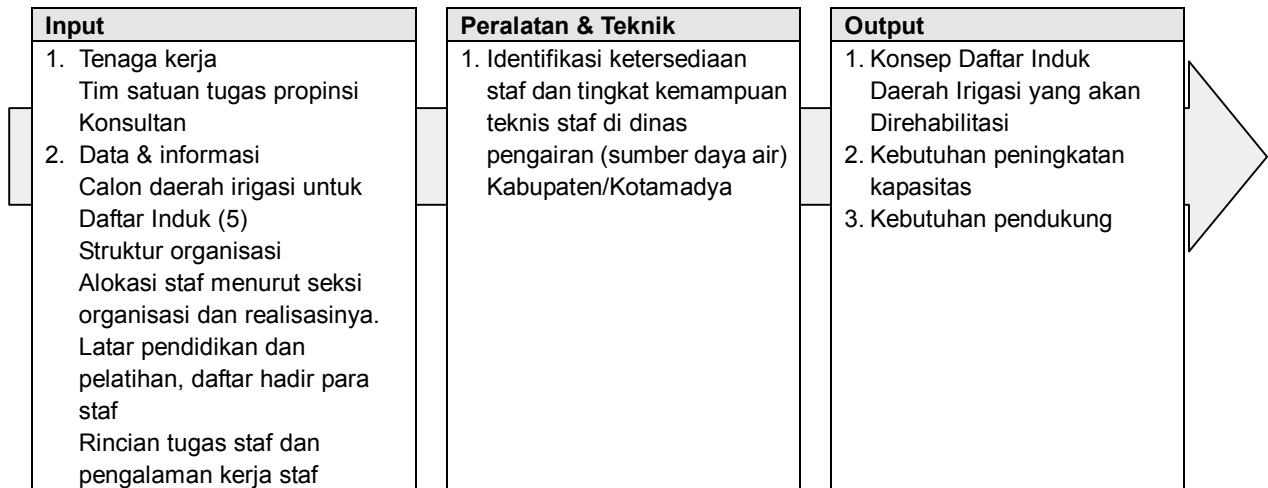 Input
1. Tenaga kerja
Tim satuan tugas propinsi
Konsultan
2. Data & informasi
Calon daerah irigasi untuk
Daftar Induk (5)
Struktur organisasi
Alokasi staf menurut seksi
organisasi dan realisasinya.
Latar pendidikan dan
pelatihan, daftar hadir para
staf
Rincian tugas staf dan
pengalaman kerja staf
Peralatan & Teknik
1. Identifikasi ketersediaan
staf dan tingkat kemampuan
teknis staf di dinas
pengairan (sumber daya air)
Kabupaten/Kotamadya
Output
1. Konsep Daftar Induk
Daerah Irigasi yang akan
Direhabilitasi
2. Kebutuhan peningkatan
kapasitas
3. Kebutuhan pendukung